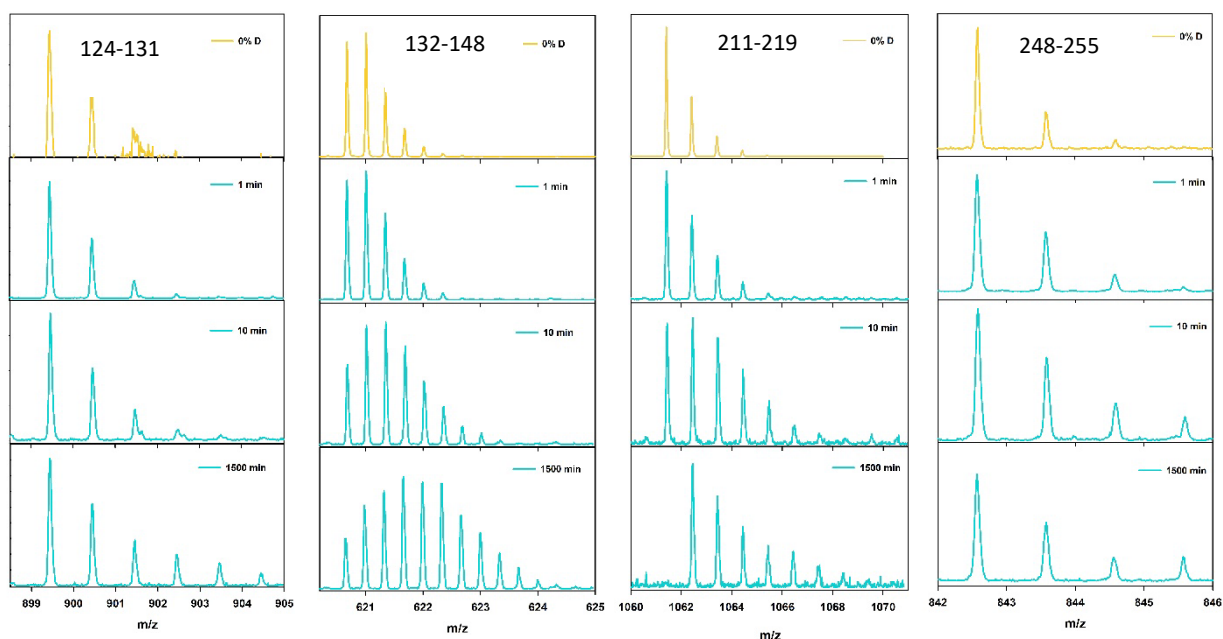 124-131
0% D
1 min
10 min
1500 min
899 900 901 902 903 904 905
m/z
132-148
0% D
1 min
10 min
1500 min
621 622 623 624 625
m/z
211-219
0% D
1 min
10 min
1500 min
1060 1062 1064 1066 1068 1070
m/z
248-255
0% D
1 min
10 min
1500 min
842 843 844 845 846
m/z